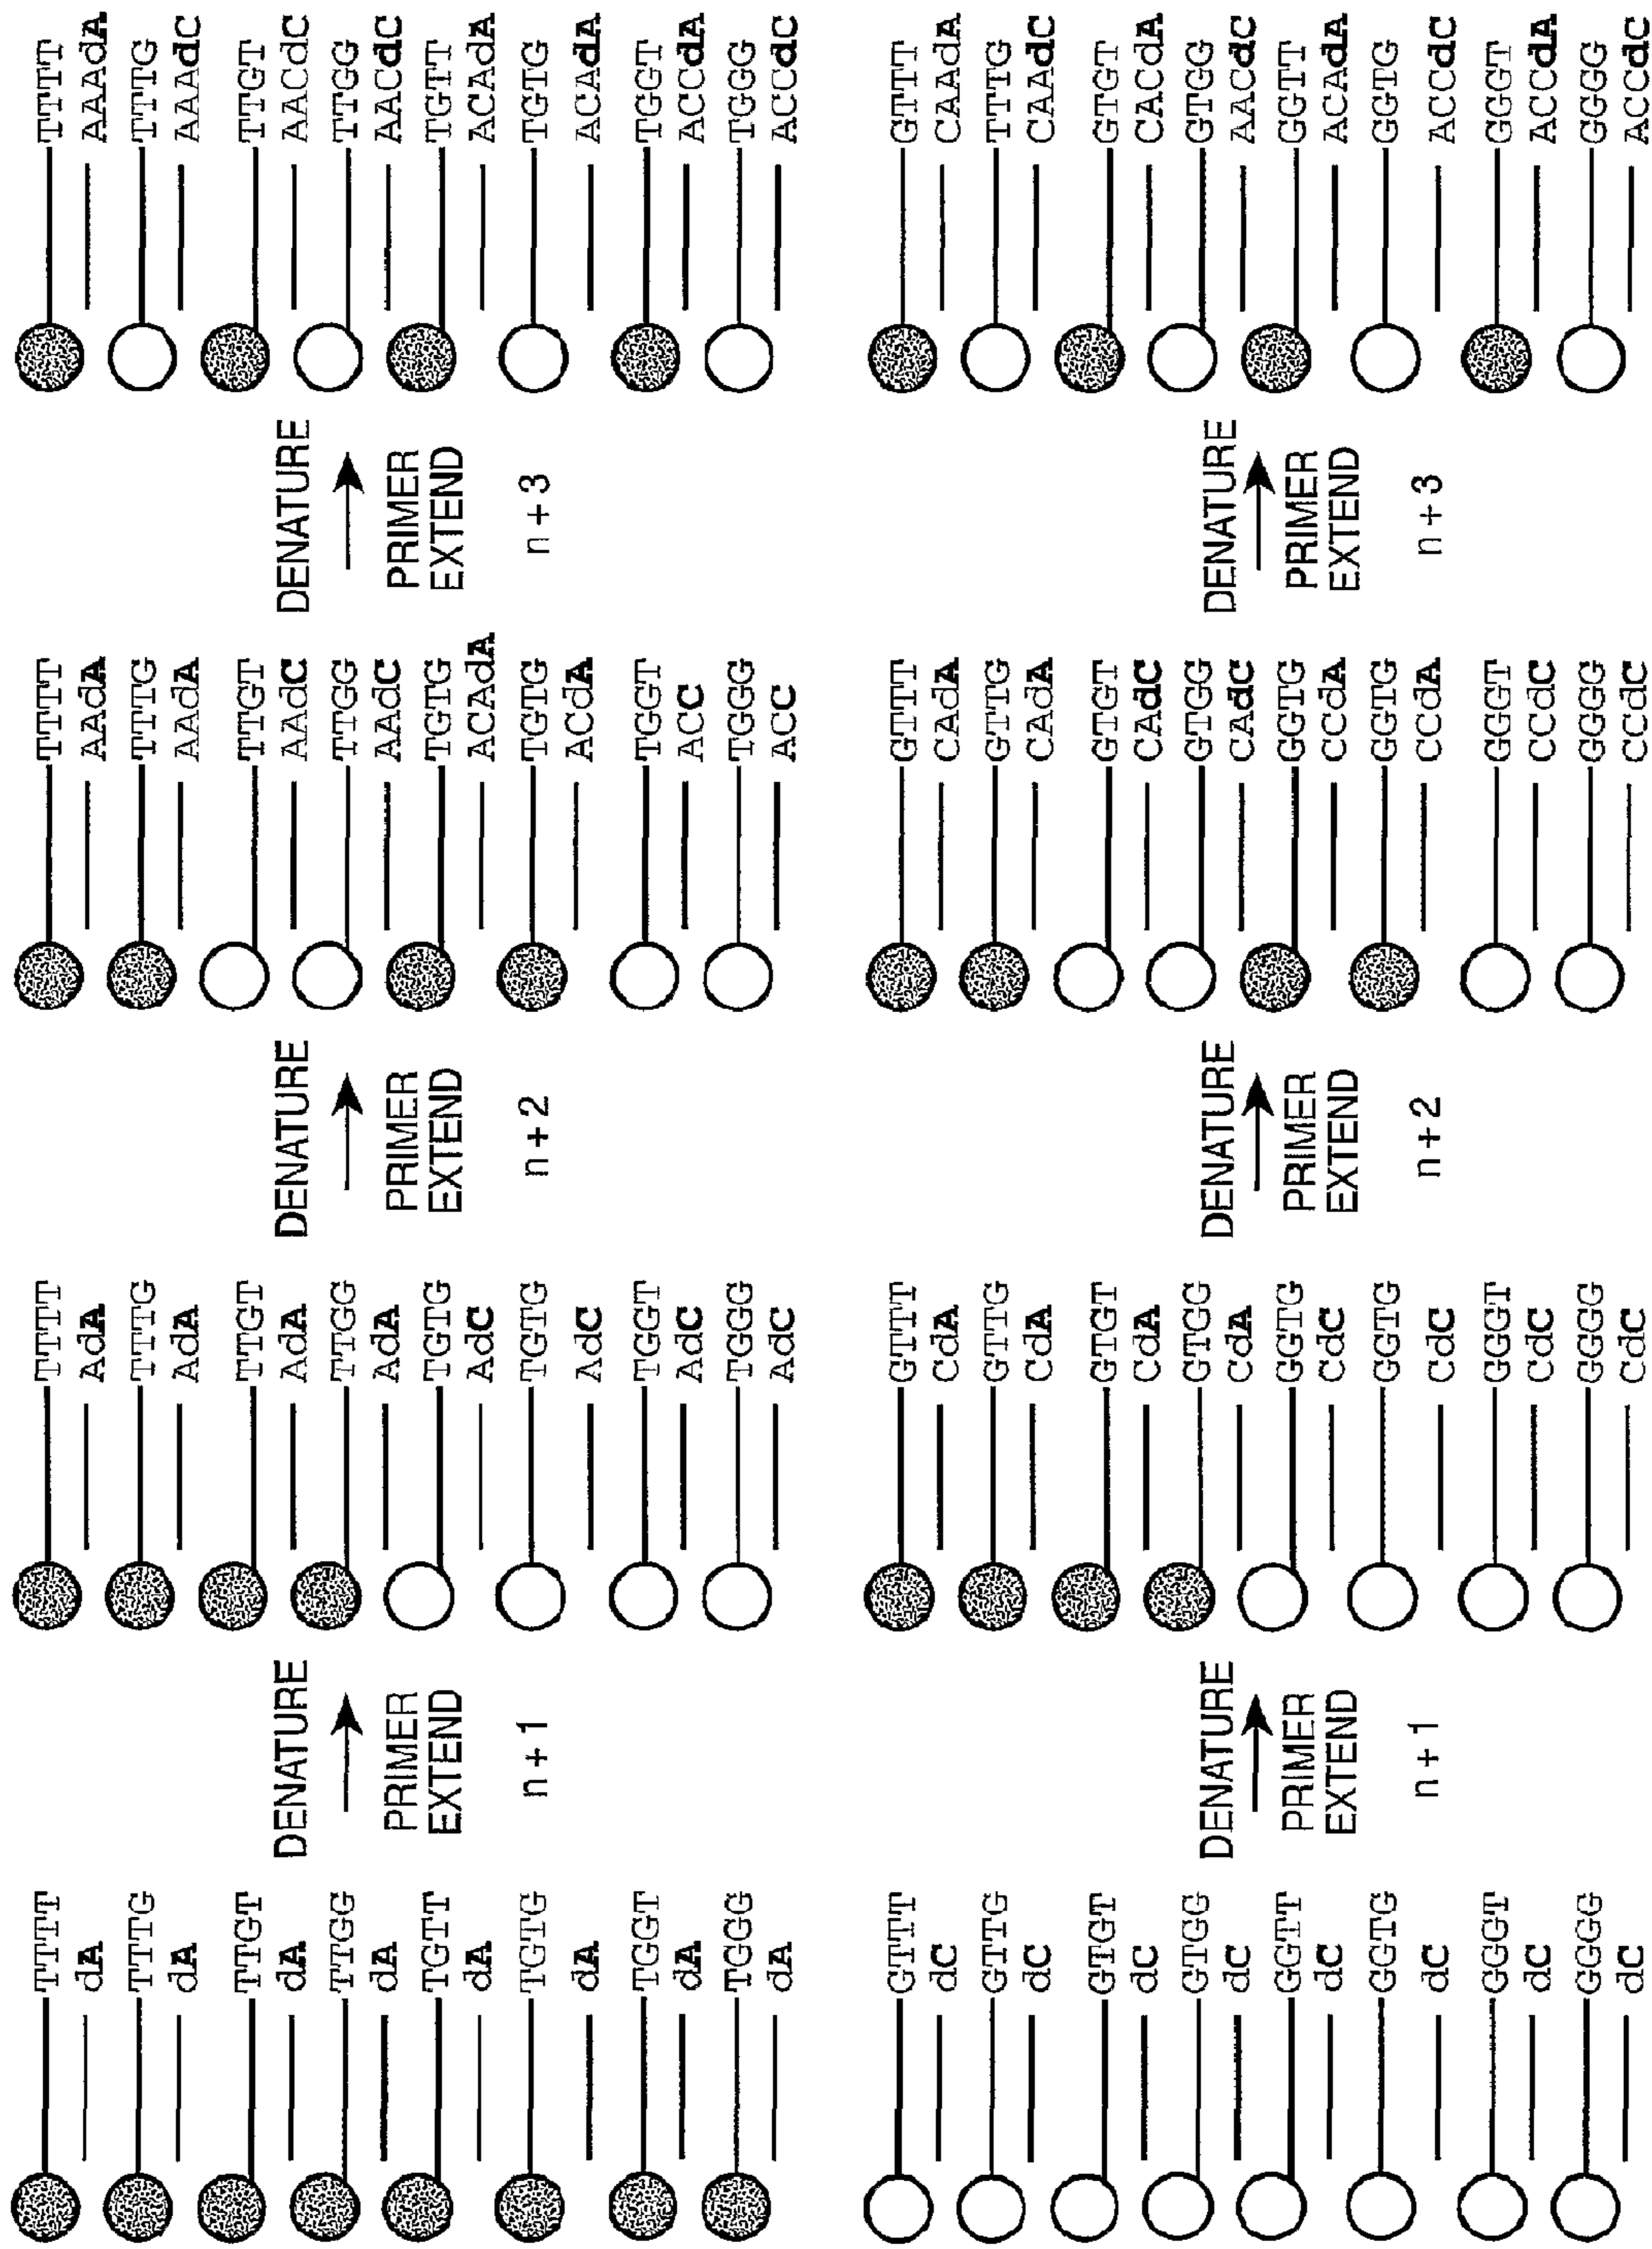 TTTT
dA
TTTG
dA
TTGT
dA
TTGG
dA
TGTT
dA
TGTG
dA
TGGT
dA
TGGG
dA
DENATURE
PRIMER
EXTEND
n + 1
TTTT
AdA
TTTG
AdA
TTGT
AdA
TTGG
AdA
TGTG
AdC
TGTG
AdC
TGGT
AdC
TGGG
AdC
DENATURE
PRIMER
EXTEND
n + 2
TTTT
AAdA
TTTG
AAdA
TTGT
AAdC
TTGG
AAdC
TGTG
ACAdA
TGTG
ACdA
TGGT
ACC
TGGG
ACC
DENATURE
PRIMER
EXTEND
n + 3
TTTT
AAAdA
TTTG
AAAdC
TTGT
AACdC
TTGG
AACdC
TGTT
ACAdA
TGTG
ACAdA
TGGT
ACCdA
TGGG
ACCdC
GTTT
dC
GTTG
dC
GTGT
dC
GTGG
dC
GGTT
dC
GGTG
dC
GGGT
dC
GGGG
dC
DENATURE
PRIMER
EXTEND
n + 1
GTTT
CdA
GTTG
CdA
GTGT
CdA
GTGG
CdA
GGTG
CdC
GGTG
CdC
GGGT
CdC
GGGG
CdC
DENATURE
PRIMER
EXTEND
n + 2
GTTT
CAdA
GTTG
CAdA
GTGT
CAdC
GTGG
CAdC
GGTG
CCdA
GGTG
CCdA
GGGT
CCdC
GGGG
CCdC
DENATURE
PRIMER
EXTEND
n + 3
GTTT
CAAdA
TTTG
CAAdC
GTGT
CACdA
GTGG
AACdC
GGTT
ACAdA
GGTG
ACCdC
GGGT
ACCdA
GGGG
ACCdC